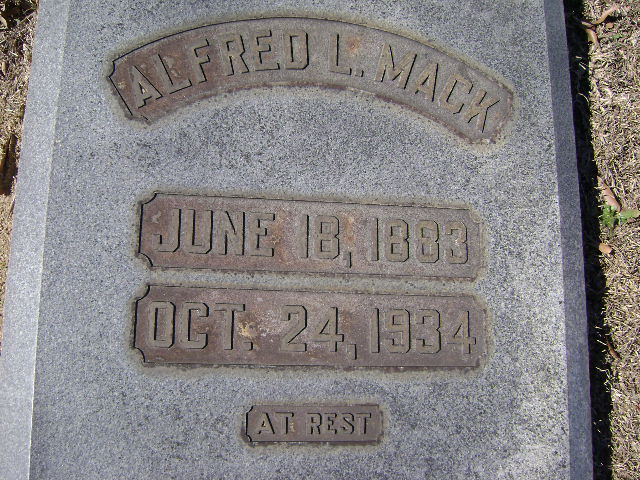 ALFRED L. MACK
JUNE 18, 1883
OCT. 24, 1934
AT REST